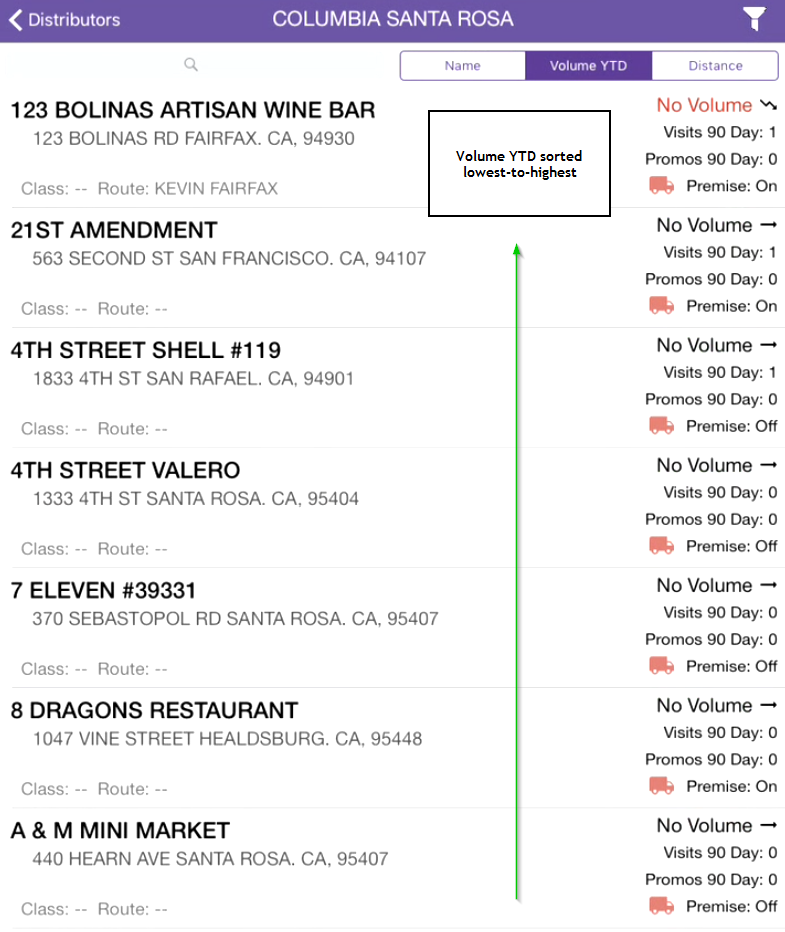 Distributors
COLUMBIA SANTA ROSA
Name
Volume YTD
Distance
123 BOLINAS ARTISAN WINE BAR
123 BOLINAS RD FAIRFAX. CA, 94930
Class: -- Route: KEVIN FAIRFAX
No Volume
Visits 90 Day: 1
Promos 90 Day: 0
Premise: On
Volume YTD sorted
lowest-to-highest
21ST AMENDMENT
563 SECOND ST SAN FRANCISCO. CA, 94107
Class: -- Route: --
No Volume
Visits 90 Day: 1
Promos 90 Day: 0
Premise: On
4TH STREET SHELL #119
1833 4TH ST SAN RAFAEL. CA, 94901
Class: -- Route: --
No Volume
Visits 90 Day: 1
Promos 90 Day: 0
Premise: Off
4TH STREET VALERO
1333 4TH ST SANTA ROSA. CA, 95404
Class: -- Route: --
No Volume
Visits 90 Day: 0
Promos 90 Day: 0
Premise: Off
7 ELEVEN #39331
370 SEBASTOPOL RD SANTA ROSA. CA, 95407
Class: -- Route: --
No Volume
Visits 90 Day: 0
Promos 90 Day: 0
Premise: Off
8 DRAGONS RESTAURANT
1047 VINE STREET HEALDSBURG. CA, 95448
Class: -- Route: --
No Volume
Visits 90 Day: 0
Promos 90 Day: 0
Premise: On
A & M MINI MARKET
440 HEARN AVE SANTA ROSA. CA, 95407
Class: -- Route: --
No Volume
Visits 90 Day: 0
Promos 90 Day: 0
Premise: Off